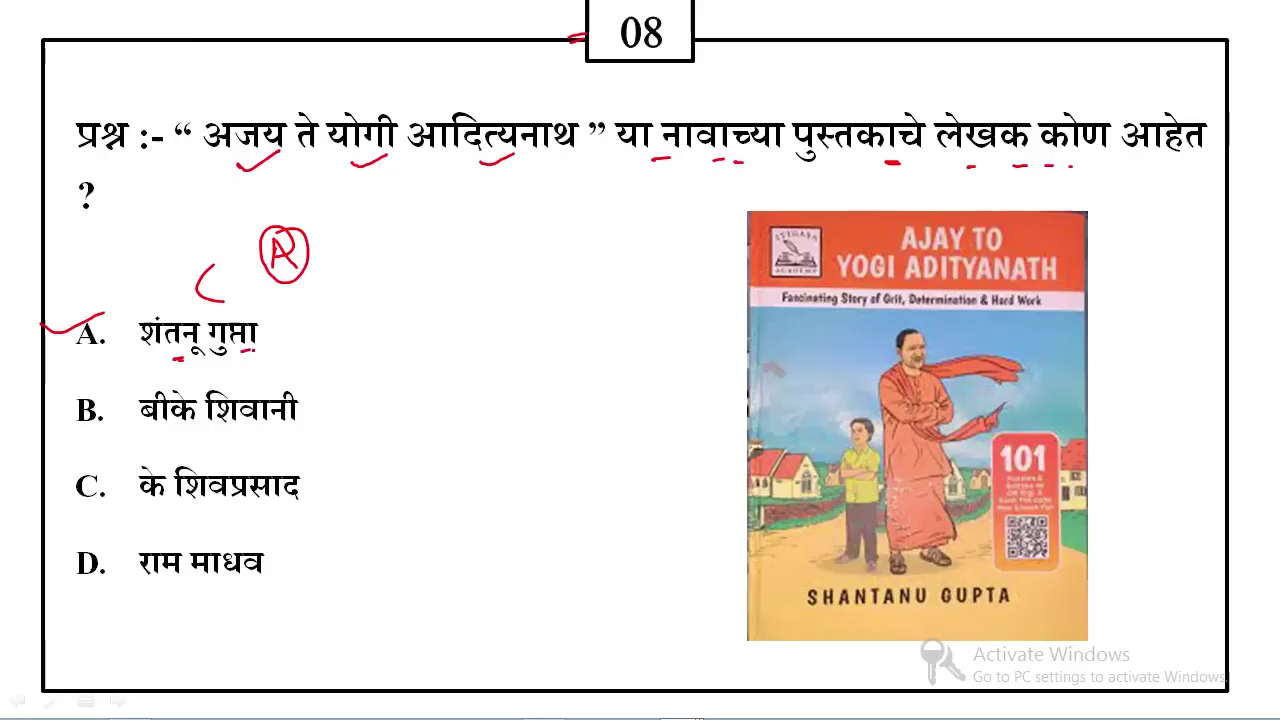 08
प्रश्न :- “ अजय ते योगी आदित्यनाथ ” या नावाच्या पुस्तकाचे लेखक कोण आहेत
?
A
A. शंतनू गुप्ता
B. बीके शिवानी
C. के शिवप्रसाद
D. राम माधव
ACADEMY
AJAY TO
YOGI ADITYANATH
Fascinating Story of Grit, Determination & Hard Work
101
SHANTANU GUPTA
Activate Windows
Go to PC settings to activate Windows.